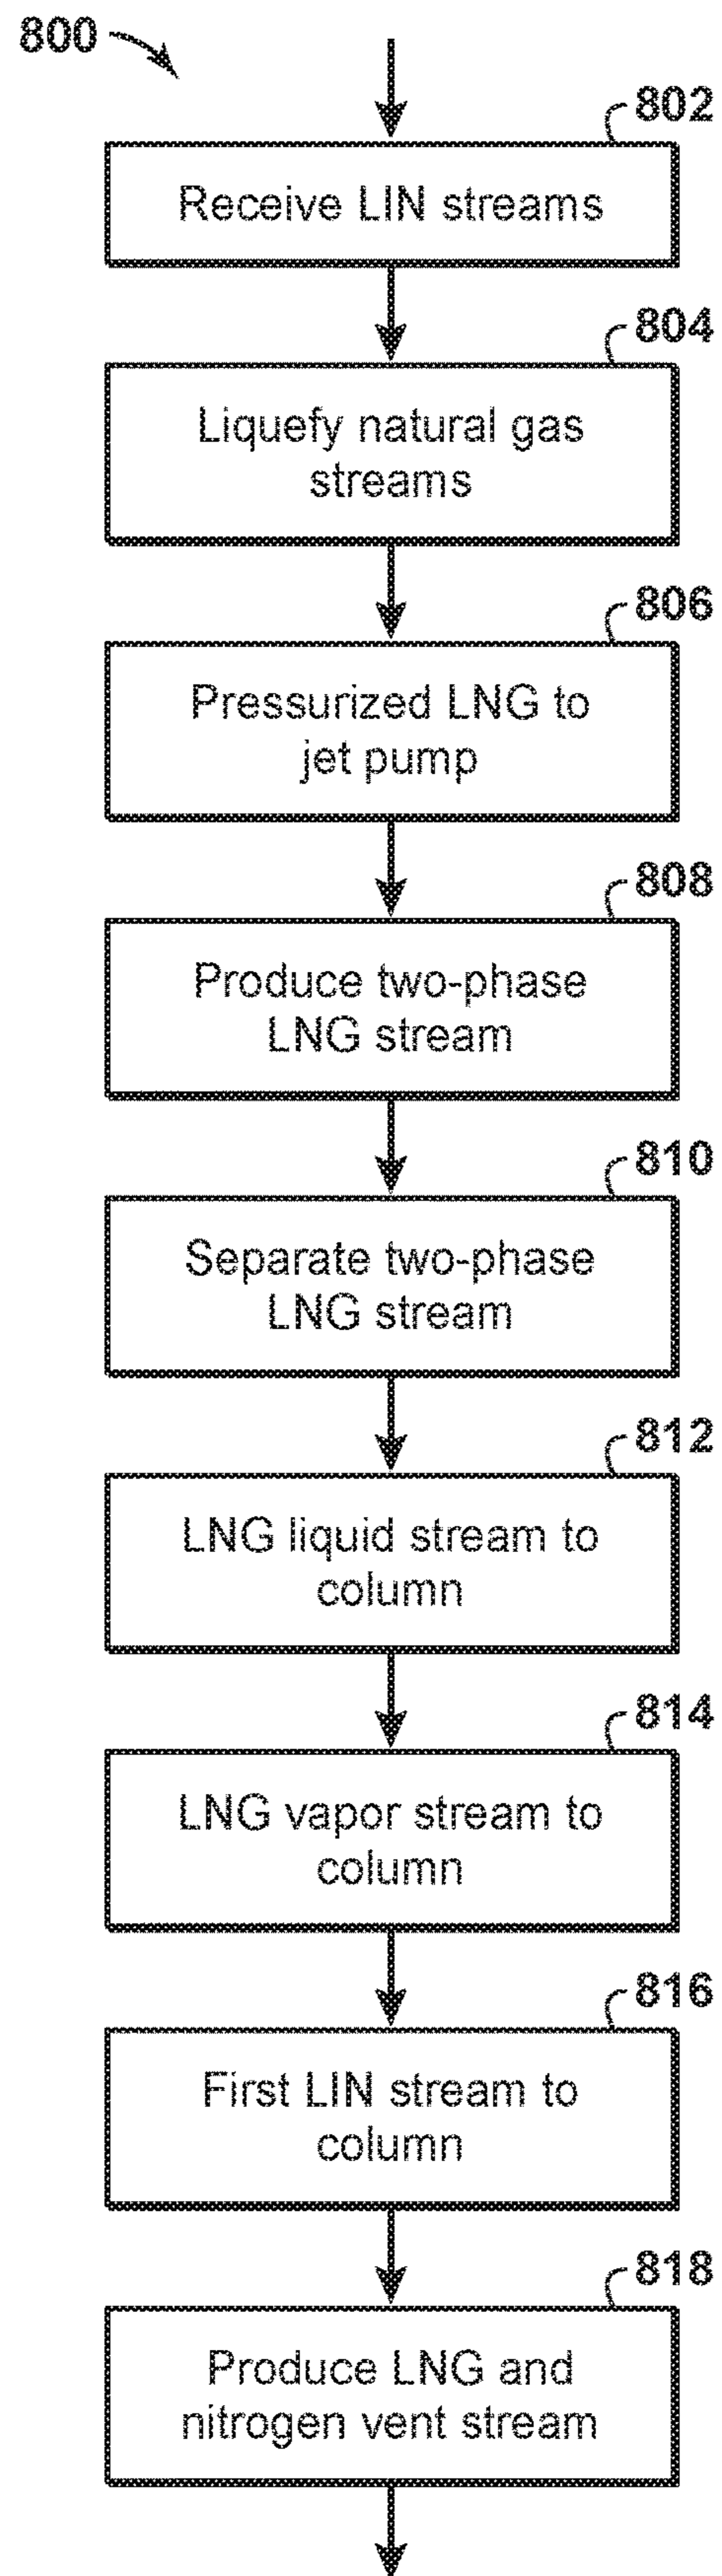 800
802
Receive LIN streams
804
Liquefy natural gas
streams
806
Pressurized LNG to
jet pump
808
Produce two-phase
LNG stream
810
Separate two-phase
LNG stream
812
LNG liquid stream to
column
814
LNG vapor stream to
column
816
First LIN stream to
column
818
Produce LNG and
nitrogen vent stream